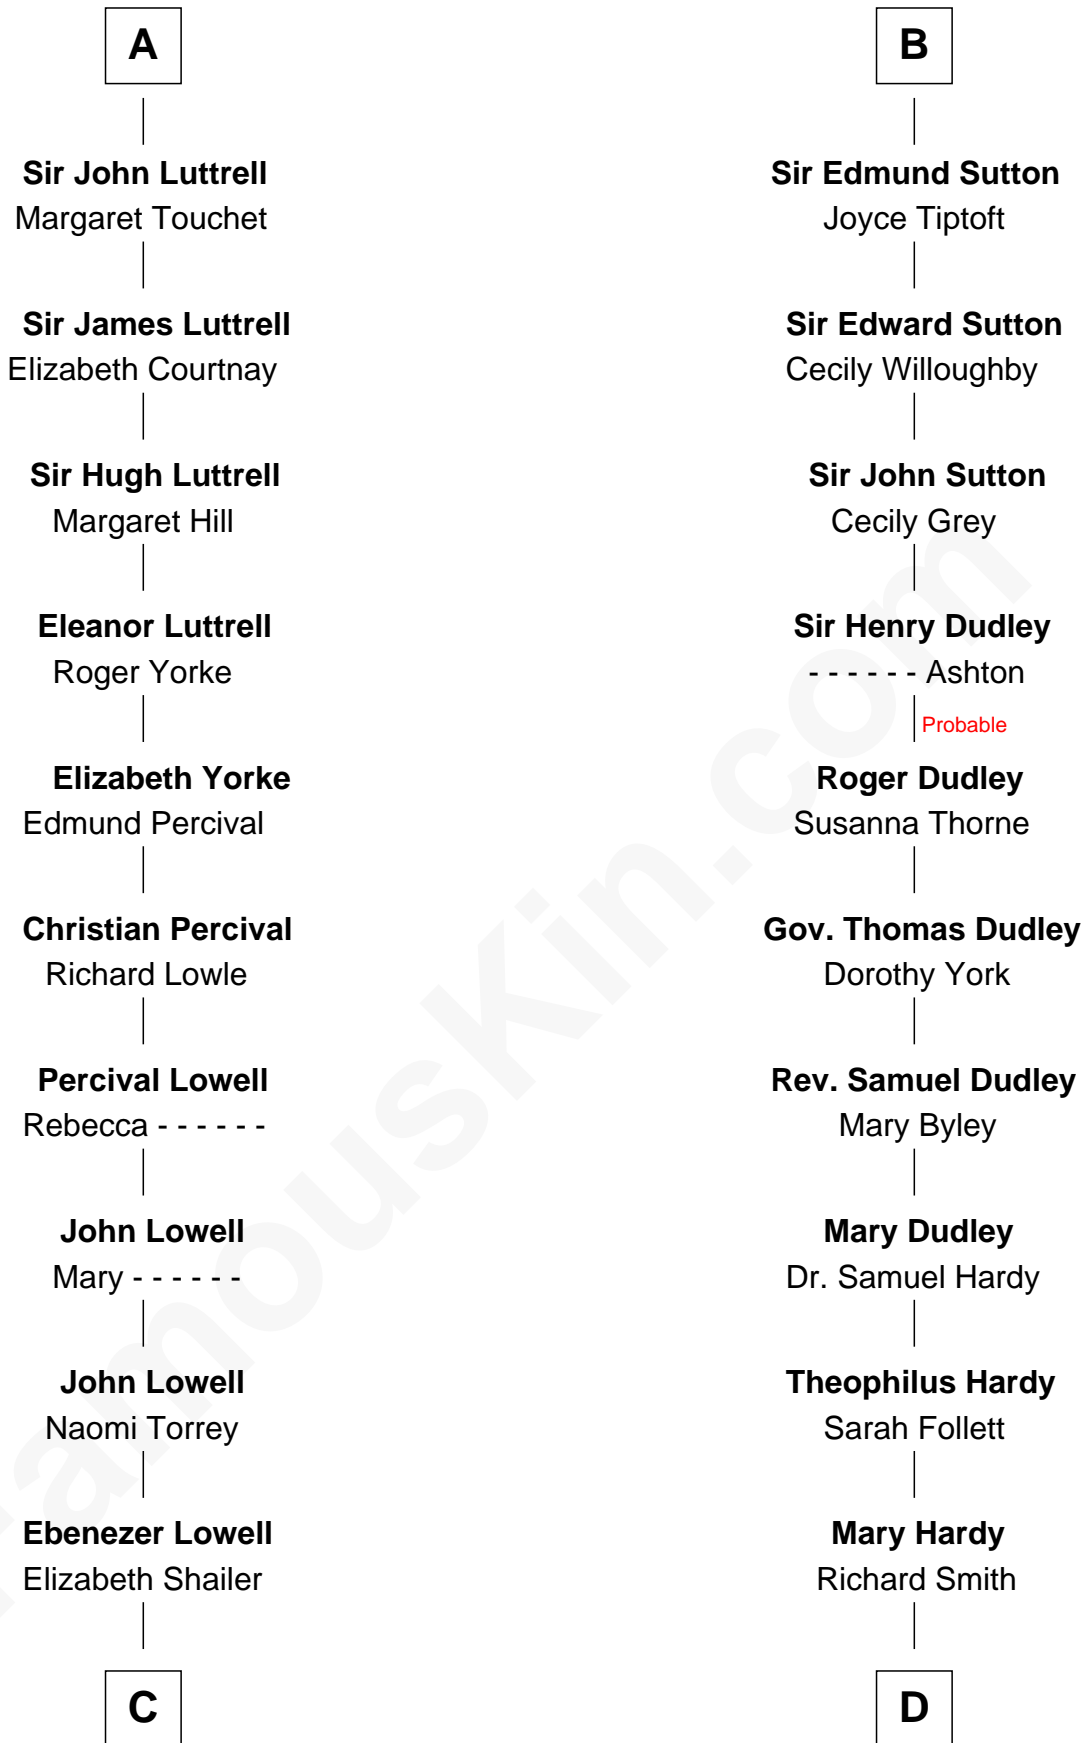 A
Sir John Luttrell
Margaret Touchet
Sir James Luttrell
Elizabeth Courtnay
Sir Hugh Luttrell
Margaret Hill
Eleanor Luttrell
Roger Yorke
Elizabeth Yorke
Edmund Percival
Christian Percival
Richard Lowle
Percival Lowell
Rebecca - - - - - -
John Lowell
Mary - - - - - -
John Lowell
Naomi Torrey
Ebenezer Lowell
Elizabeth Shailer
C
B
Sir Edmund Sutton
Joyce Tiptoft
Sir Edward Sutton
Cecily Willoughby
Sir John Sutton
Cecily Grey
Sir Henry Dudley
- - - - - - Ashton
Probable
Roger Dudley
Susanna Thorne
Gov. Thomas Dudley
Dorothy York
Rev. Samuel Dudley
Mary Byley
Mary Dudley
Dr. Samuel Hardy
Theophilus Hardy
Sarah Follett
Mary Hardy
Richard Smith
D
FamousKin.com